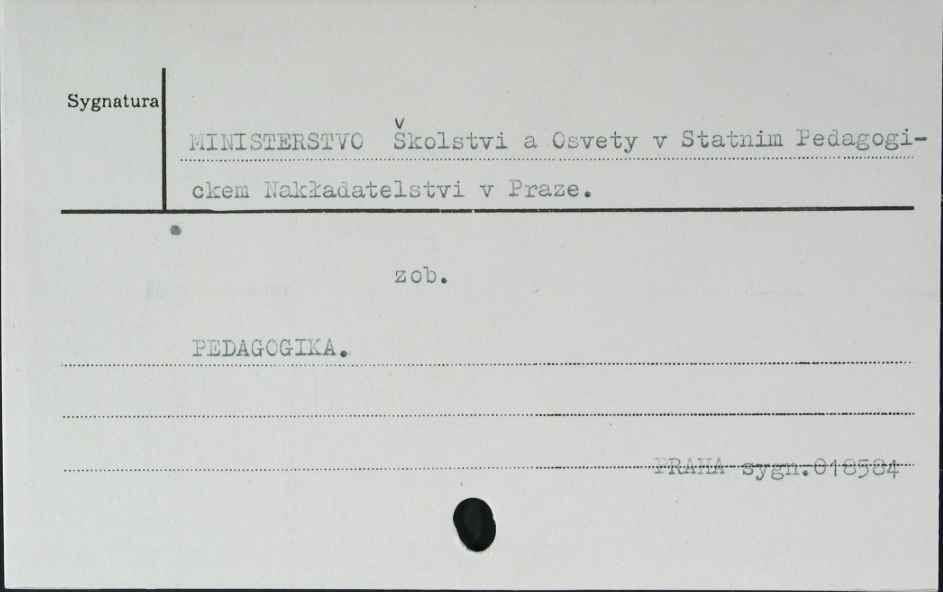 Sygnatura
MINISTERSTVO Školstvi a Osvety v Statnim Pedagogi-
ckem Nakładatelstvi v Praze.
zob.
PEDAGOGIKA.
PRAHA sygn.018584